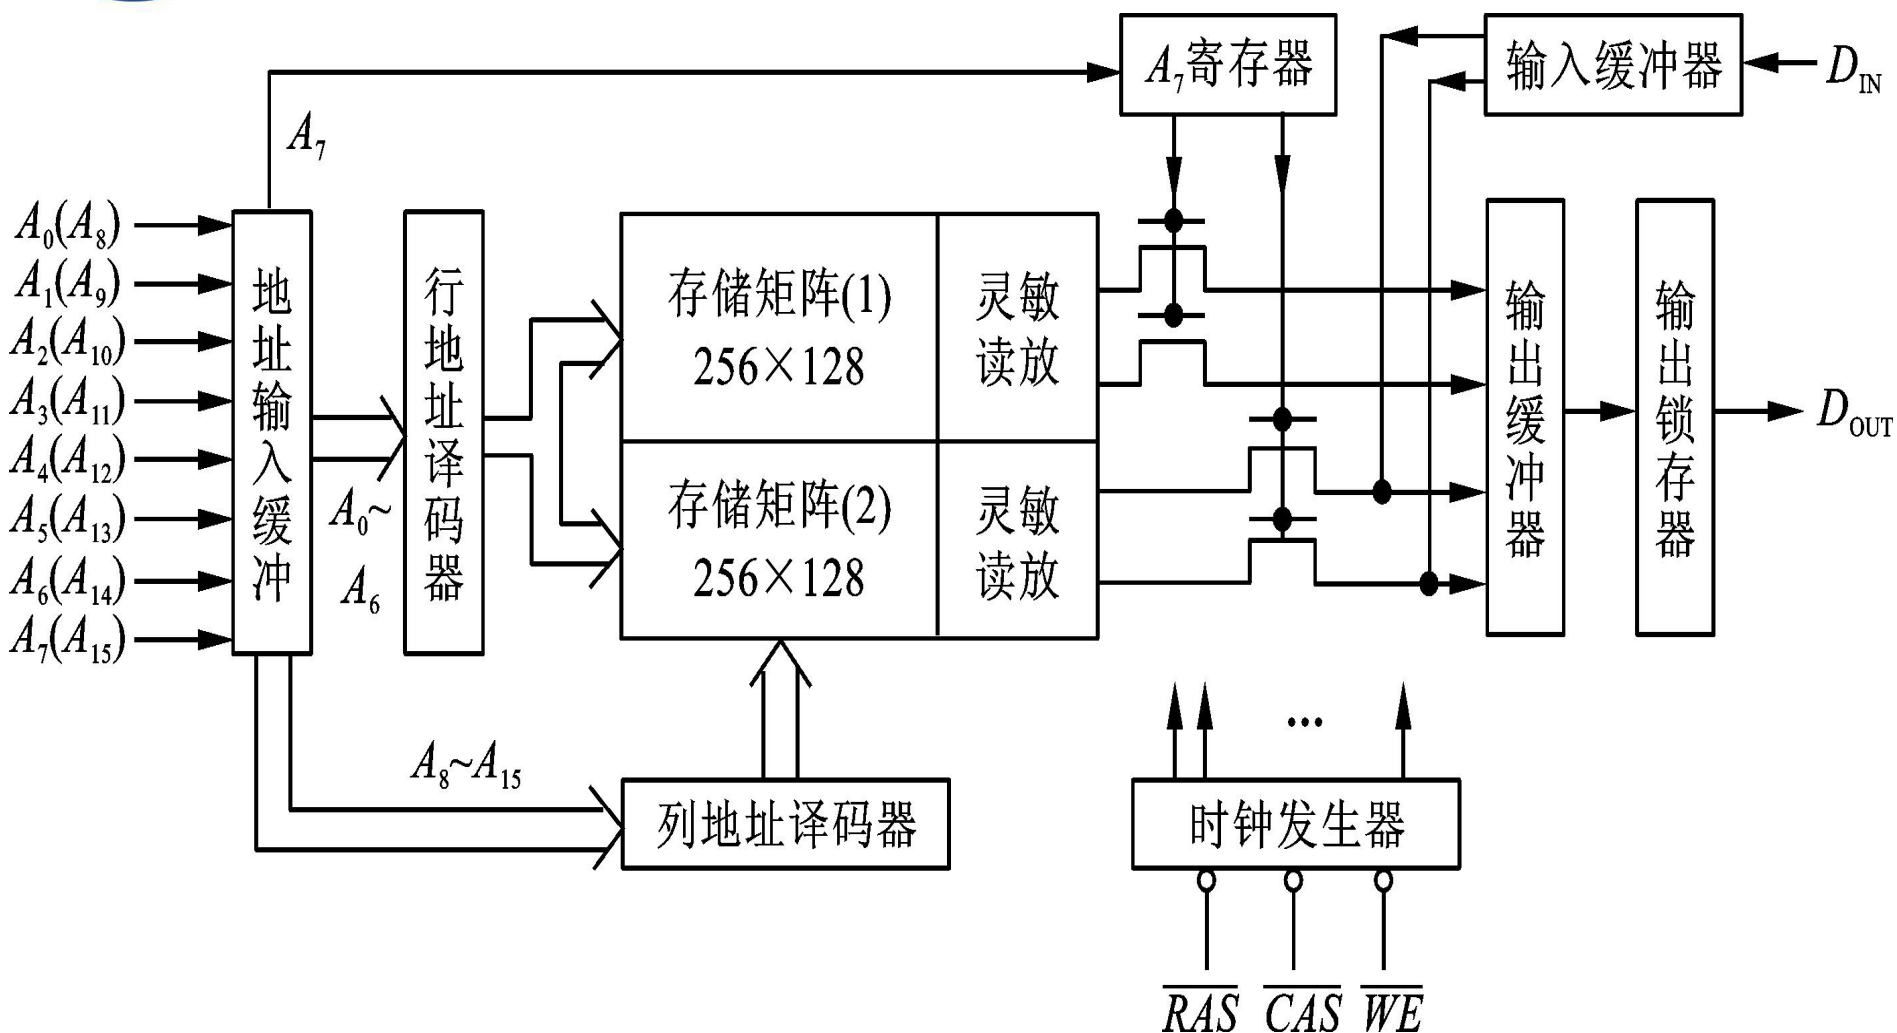 A7寄存器
输入缓冲器
DIN
A7
A0(A8)
A1(A9)
A2(A10)
A3(A11)
A4(A12)
A5(A13)
A6(A14)
A7(A15)
地址输入缓冲
A0~
A6
行地址译码器
存储矩阵(1)
256×128
灵敏
读放
存储矩阵(2)
256×128
灵敏
读放
输出缓冲器
输出锁存器
DOUT
A8~A15
列地址译码器
...
时钟发生器
R̅A̅S̅ C̅A̅S̅ W̅E̅